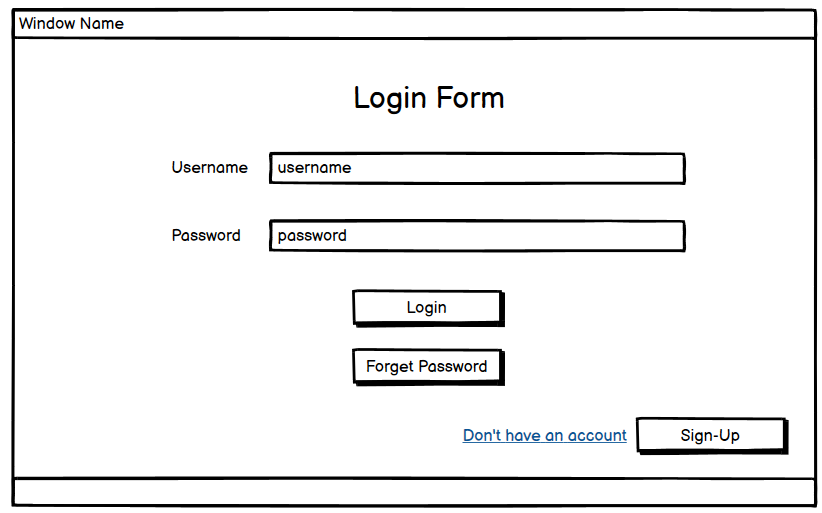 Window Name
Login Form
Username username
Password password
Login
Forget Password
Don't have an account Sign-Up